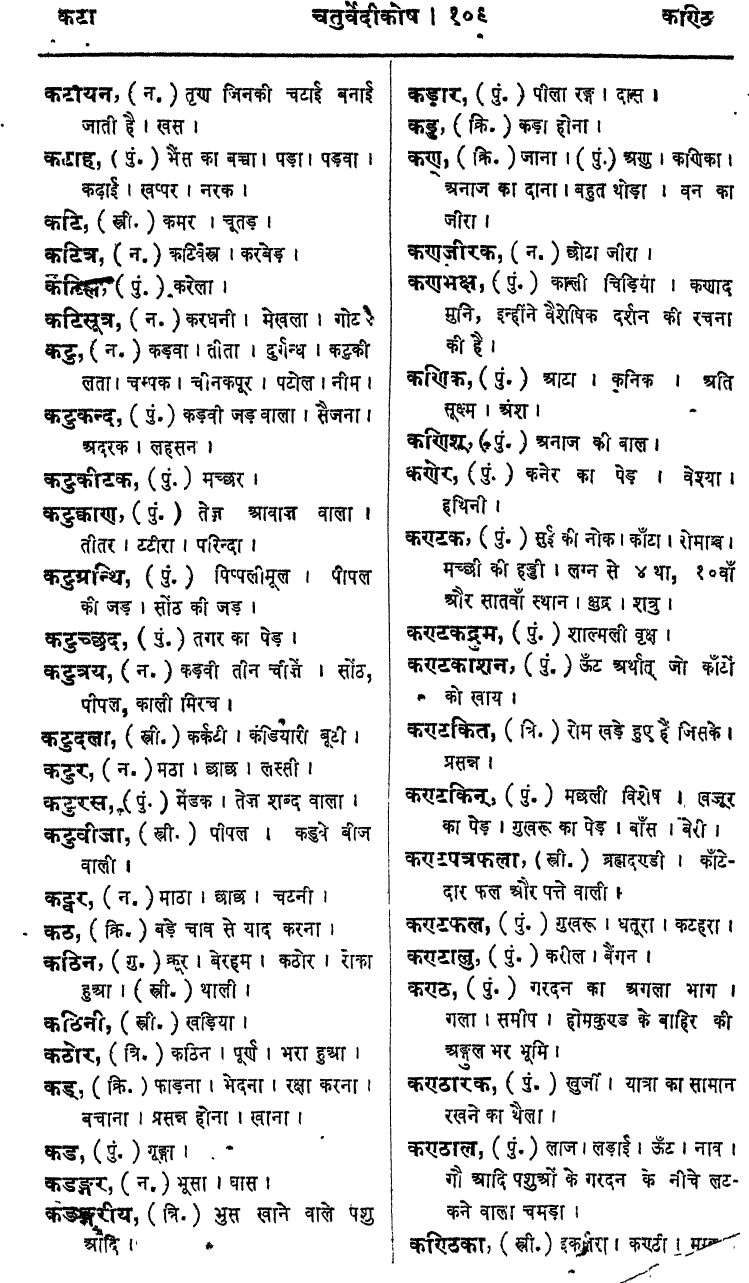 कटा चतुर्वेदीकोष। १०६ कण्ठि
कटायन, (न.) तृण जिनकी चटाई बनाई
जाती है । खस ।
कटाह, (पुं.) भैंस का बच्चा। पड़ा। पड़वा ।
कढ़ाई । खप्पर । नरक ।
कटि, (स्त्री.) कमर । चूतड़ ।
कटित्र, (न.) कटिवस्त्र । करबेड़ ।
(पुं.) करेला ।
कटिसूत्र, (न.) करधनी । मेखला । गोट
कटु, (न.) कड़वा । तीता । दुर्गन्ध । कटुकी
लता। चम्पक । चीनकपूर । पटोल । नीम ।
कटुकन्द, (पुं.) कड़वी जड़ वाला । सैजना ।
अदरक । लहसन ।
कटुकीटक, (पुं.) मच्छर ।
कटुक्काण, (पुं.) तेज़ आवाज़ वाला ।
तीतर । टटीरा । परिन्दा ।
कटुग्रन्थि, (पुं.) पिप्पलीमूल । पीपल
की जड़ । सोंठ की जड़ ।
कटुच्छद, (पुं.) तगर का पेड़ ।
कटुत्रय, (न.) कड़वी तीन चीज़ें । सोंठ,
पीपल, काली मिरच ।
कटुदला, (स्त्री.) कर्कटी । कंडियारी बूटी ।
कटुर, (न.) मठा । छाछ । लस्सी ।
कटुरस, (पुं.) मेंडक । तेज़ शब्द वाला ।
कटुवीजा, (स्त्री.) पीपल । कडुवे बीज
वाली ।
कट्वर, (न.) माठा । छाछ । चटनी ।
कठ, (क्रि.) बड़े चाव से याद करना ।
कठिन, (गु.) क्रूर । बेरहम । कठोर । रोका
हुआ । (स्त्री.) थाली ।
कठिनी, (स्त्री.) खड़िया ।
कठोर, (त्रि.) कठिन । पूर्ण । भरा हुआ ।
कड्, (क्रि.) फाड़ना । भेदना । रक्षा करना ।
बचाना । प्रसन्न होना । खाना ।
कड, (पुं.) गूङ्गा ।
कडङ्गर, (न.) भूसा । घास ।
कडङ्गरीय, (त्रि.) भुस खाने वाले पशु
आदि ।
कड़ार, (पुं.) पीला रङ्ग । दास ।
कड्ड, (क्रि.) कड़ा होना ।
कण, (क्रि.) जाना । (पुं.) अणु । कणिका ।
अनाज का दाना । बहुत थोड़ा । वन का
जीरा ।
कणजीरक, (न.) छोटा जीरा ।
कणभक्ष, (पुं.) काली चिड़िया । कणाद
मुनि, इन्हींने वैशेषिक दर्शन की रचना
की है ।
कणिक, (पुं.) आटा । कनिक । अति
सूक्ष्म । अंश ।
कणिश, (पुं.) अनाज की बाल ।
कणेर, (पुं.) कनेर का पेड़ । वेश्या ।
हथिनी ।
कण्टक, (पुं.) सुई की नोक। काँटा। रोमाञ्च ।
मच्छी की हड्डी । लग्न से ४ था, १०वाँ
और सातवाँ स्थान । क्षुद्र । शत्रु ।
कण्टकद्रुम, (पुं.) शाल्मली वृक्ष ।
कण्टकाशन, (पुं.) ऊँट अर्थात् जो काँटों
को खाय ।
कण्टकित, (त्रि.) रोम खड़े हुए हैं जिसके ।
प्रसन्न ।
कण्टकिन्, (पुं.) मछली विशेष । खजूर
का पेड़ । गुखरू का पेड़ । बाँस । बेरी ।
कण्टपत्रफला, (स्त्री.) ब्रह्मदण्डी । काँटे-
दार फल और पत्ते वाली ।
कण्टफल, (पुं.) गुखरू । धतूरा । कटहरा ।
कण्टालु, (पुं.) करील । बैंगन ।
कण्ठ, (पुं.) गरदन का अगला भाग ।
गला । समीप । होमकुण्ड के बाहिर की
अङ्गुल भर भूमि ।
कण्ठारक, (पुं.) खुर्जी । यात्रा का सामान
रखने का थैला ।
कण्ठाल, (पुं.) लाज । लड़ाई । ऊँट । नाव ।
गौ आदि पशुओं के गरदन के नीचे लट-
कने वाला चमड़ा ।
कण्ठिका, (स्त्री.) इकलरा । कण्ठी ।